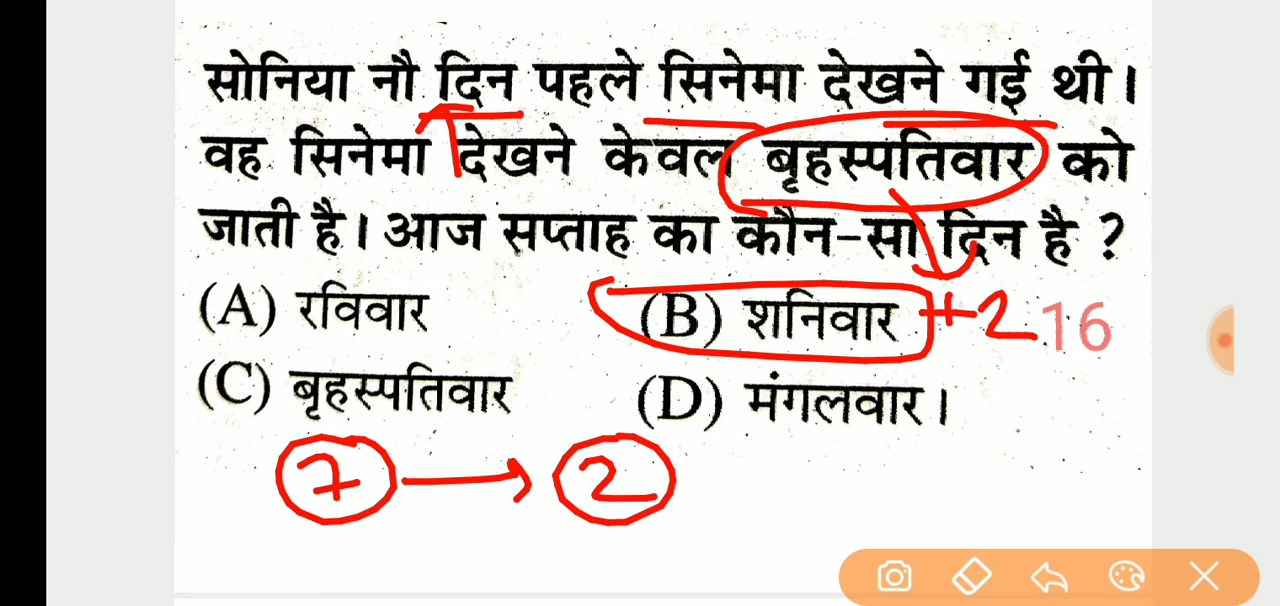 सोनिया नौ दिन पहले सिनेमा देखने गई थी।
वह सिनेमा देखने केवल बृहस्पतिवार को
जाती है। आज सप्ताह का कौन-सा दिन है ?
(A) रविवार (B) शनिवार +2 16
(C) बृहस्पतिवार (D) मंगलवार।
7 → 2